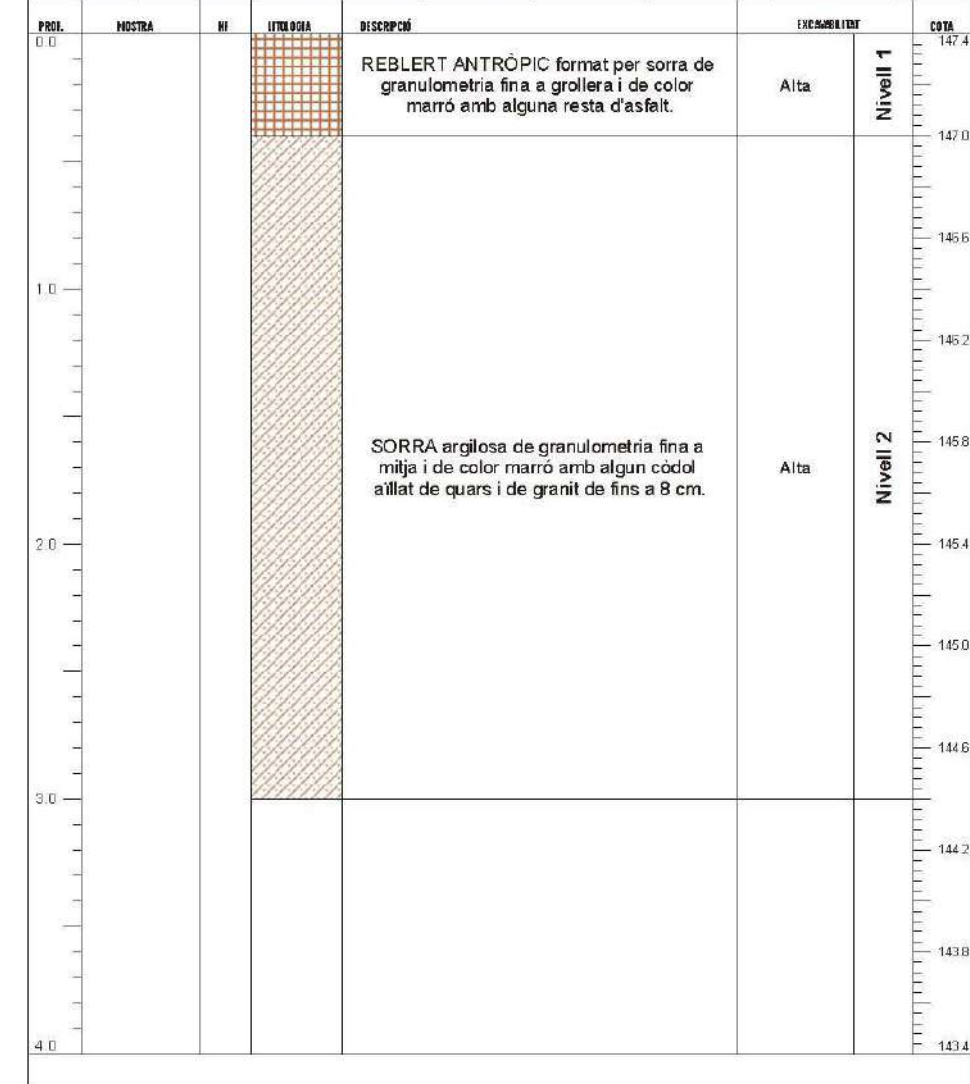 PROF. MOSTRA NF LITOLOGIA DESCRIPCIÓ EXCAVABILITAT COTA
0.0
147.4
REBLERT ANTRÒPIC format per sorra de
granulometria fina a grollera i de color
marró amb alguna resta d'asfalt.
Alta
Nivell 1
147.0
146.6
1.0
146.2
145.8
SORRA argilosa de granulometria fina a
mitja i de color marró amb algun còdol
aïllat de quars i de granit de fins a 8 cm.
Alta
Nivell 2
2.0
145.4
145.0
144.6
3.0
144.2
143.8
4.0
143.4